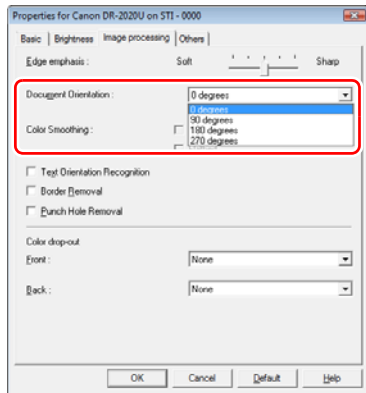 Properties for Canon DR-2020U on STI - 0000
Basic Brightness Image processing Others
Edge emphasis : Soft Sharp
Document Orientation : 0 degrees
0 degrees
90 degrees
Color Smoothing : 180 degrees
270 degrees
Text Orientation Recognition
Border Removal
Punch Hole Removal
Color drop-out
Front : None
Back : None
OK Cancel Default Help